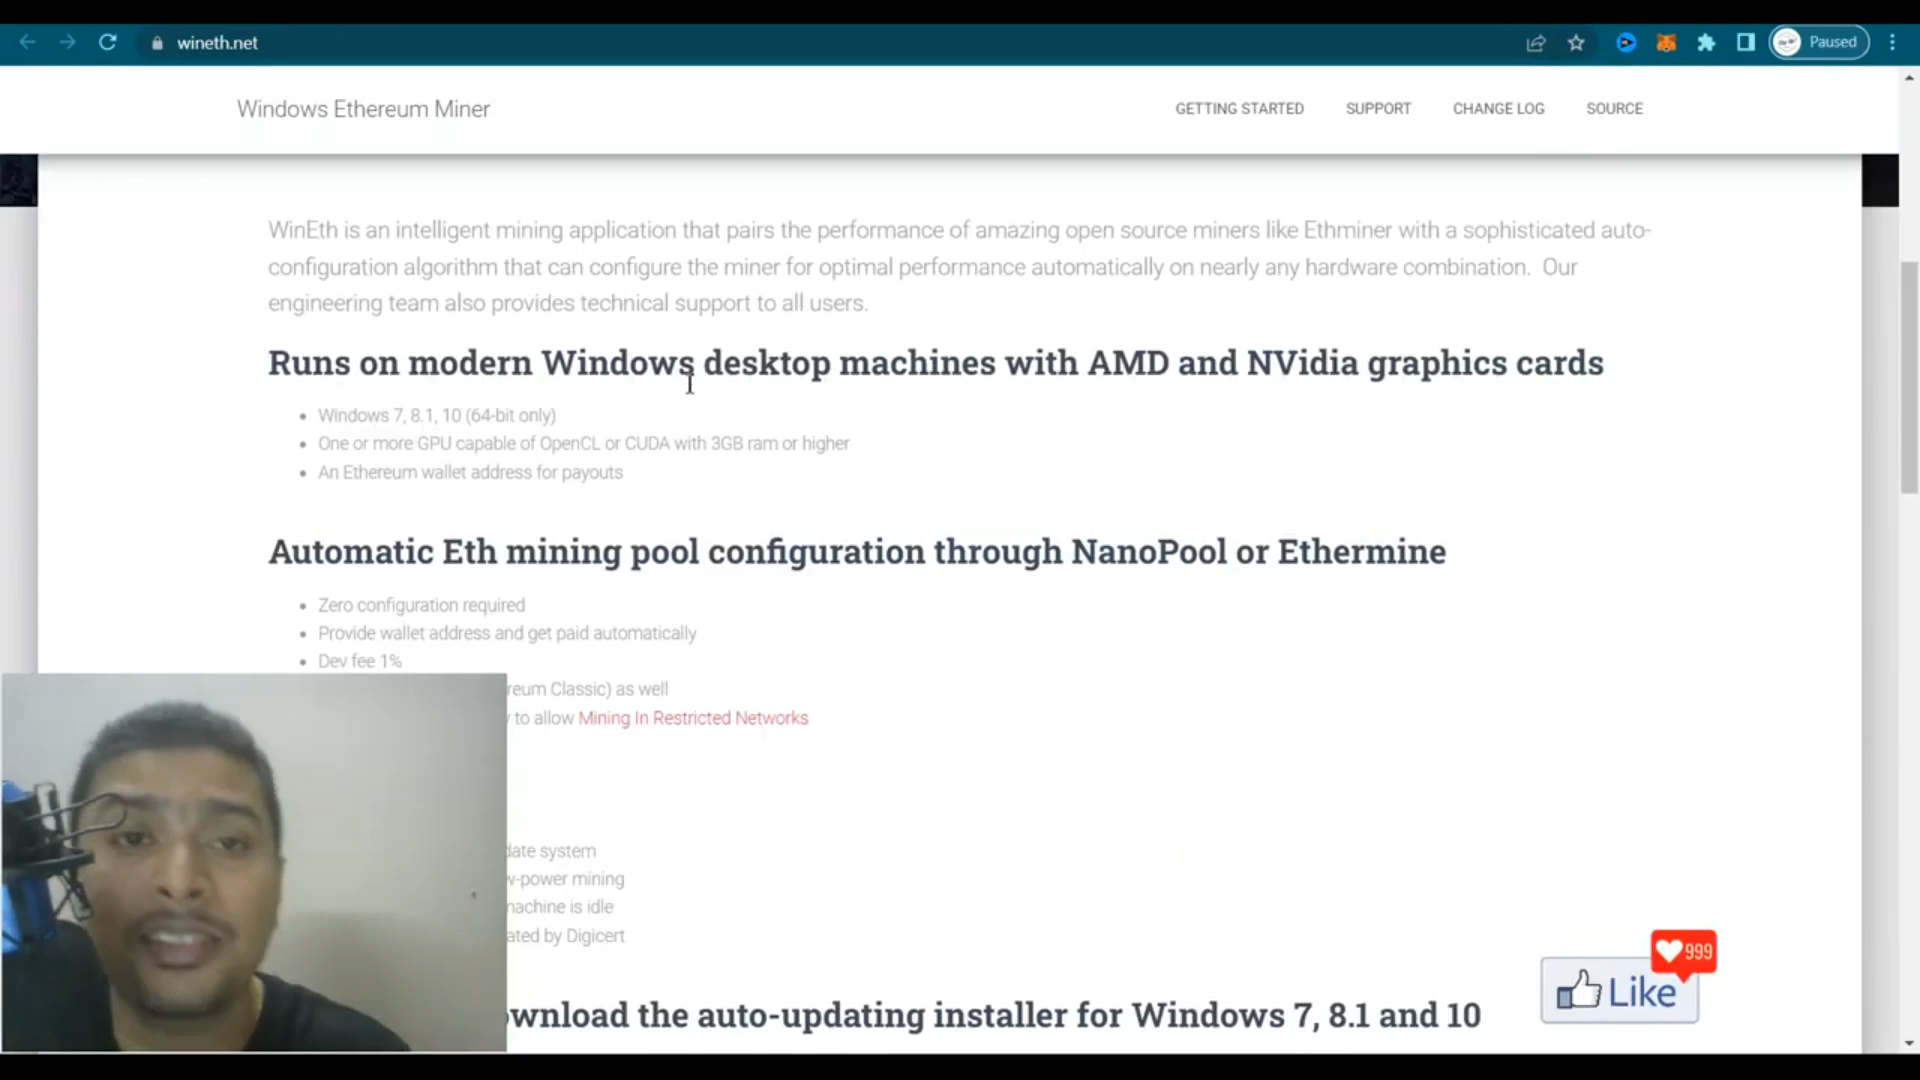 wineth.net
Paused
Windows Ethereum Miner
GETTING STARTED
SUPPORT
CHANGE LOG
SOURCE
WinEth is an intelligent mining application that pairs the performance of amazing open source miners like Ethminer with a sophisticated auto-
configuration algorithm that can configure the miner for optimal performance automatically on nearly any hardware combination. Our
engineering team also provides technical support to all users.
Runs on modern Windows desktop machines with AMD and NVidia graphics cards
Windows 7, 8.1, 10 (64-bit only)
One or more GPU capable of OpenCL or CUDA with 3GB ram or higher
An Ethereum wallet address for payouts
Automatic Eth mining pool configuration through NanoPool or Ethermine
Zero configuration required
Provide wallet address and get paid automatically
Dev fee 1%
reum Classic) as well
to allow Mining In Restricted Networks
date system
w-power mining
machine is idle
ated by Digicert
ownload the auto-updating installer for Windows 7, 8.1 and 10
999
Like